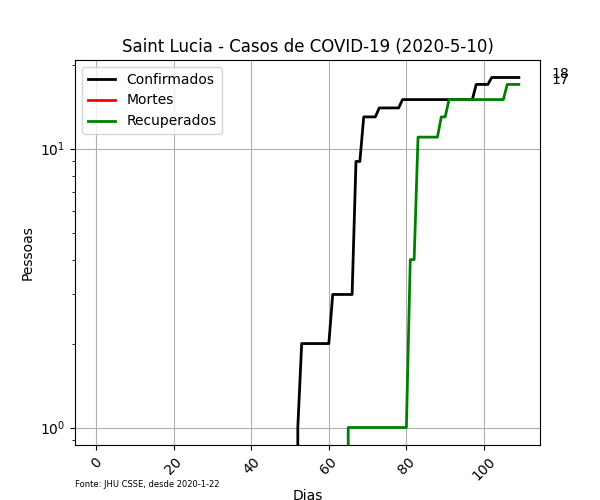 Saint Lucia - Casos de COVID-19 (2020-5-10)
Confirmados
Mortes
Recuperados
18
17
10¹
10⁰
Pessoas
0 20 40 60 80 100
Fonte: JHU CSSE, desde 2020-1-22
Dias